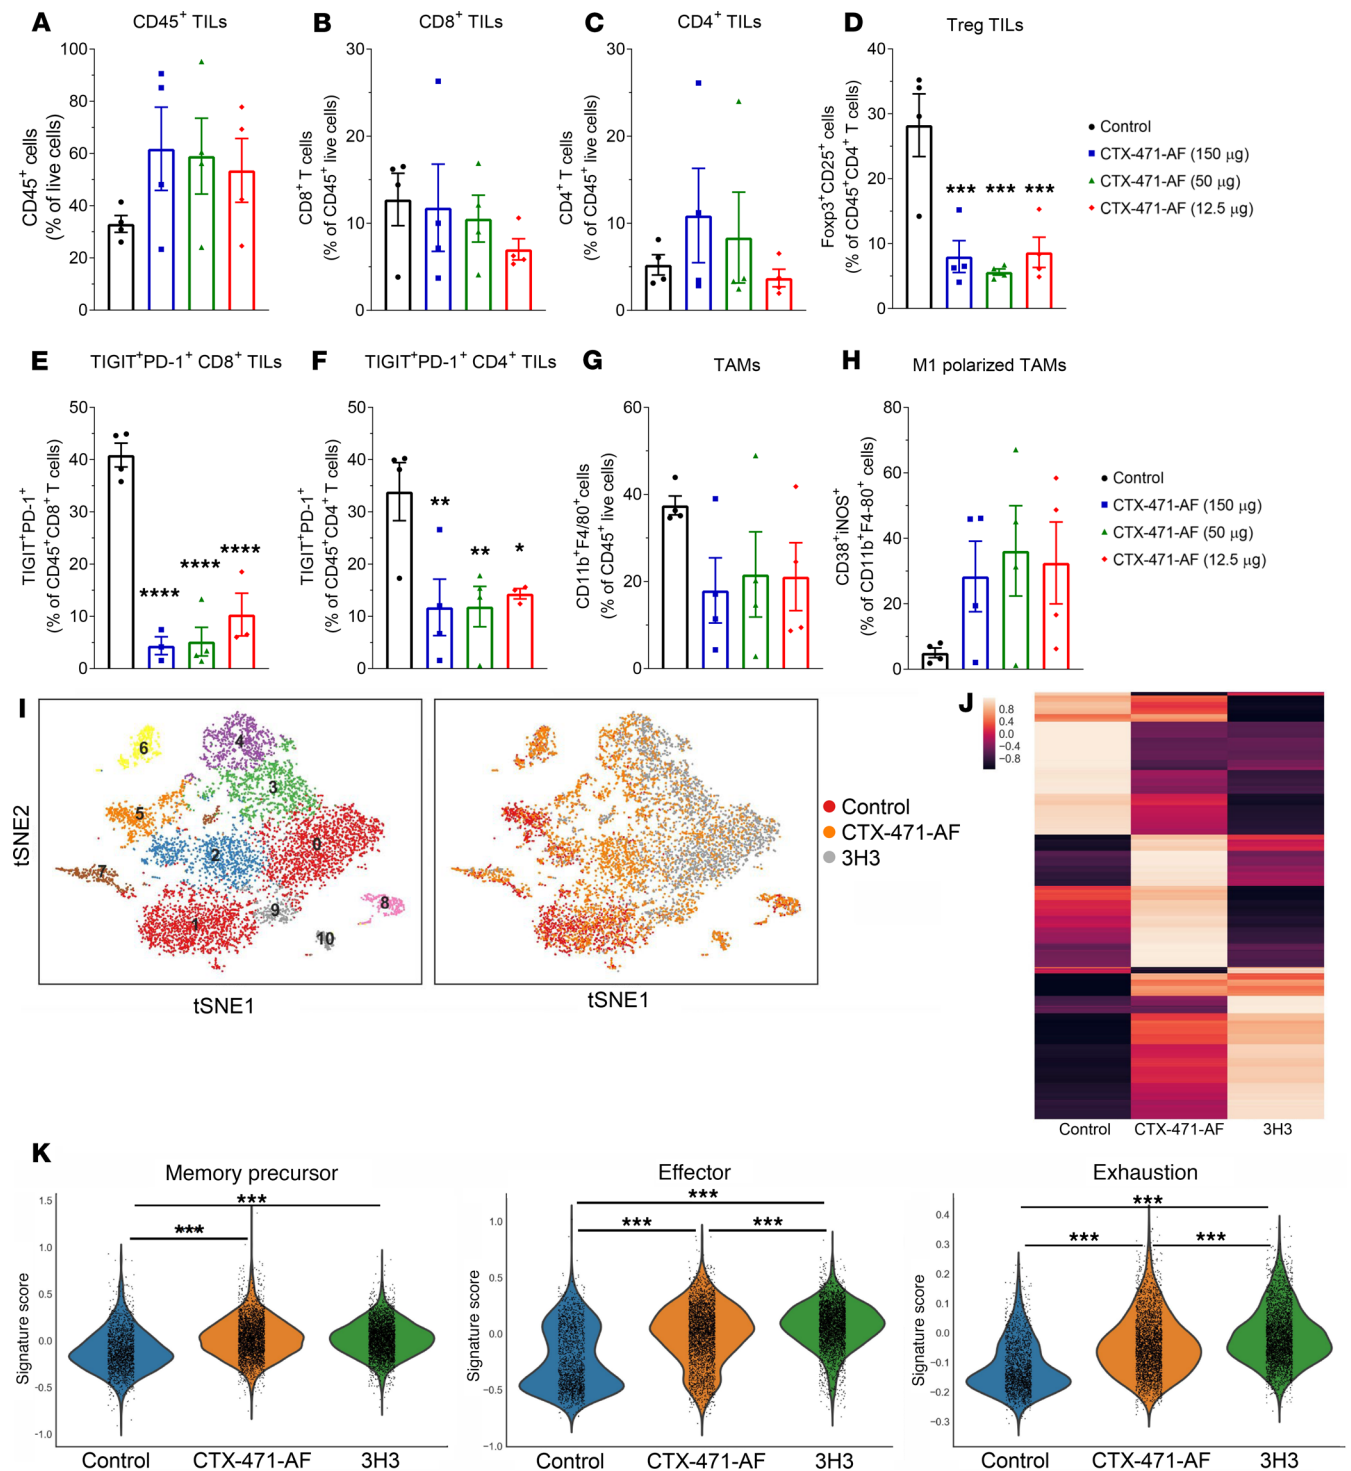 A CD45+ TILs
CD45+ cells
(% of live cells)
100
80
60
40
20
0
B CD8+ TILs
CD8+ T cells
(% of CD45+ live cells)
30
20
10
0
C CD4+ TILs
CD4+ T cells
(% of CD45+ live cells)
30
20
10
0
D Treg TILs
Foxp3+CD25+ cells
(% of CD45+CD4+ T cells)
40
30
20
10
0
*** *** ***
Control
CTX-471-AF (150 µg)
CTX-471-AF (50 µg)
CTX-471-AF (12.5 µg)
E TIGIT+PD-1+ CD8+ TILs
TIGIT+PD-1+
(% of CD45+CD8+ T cells)
50
40
30
20
10
0
**** **** ****
F TIGIT+PD-1+ CD4+ TILs
TIGIT+PD-1+
(% of CD45+CD4+ T cells)
50
40
30
20
10
0
** ** *
G TAMs
CD11b+F4/80+cells
(% of CD45+ live cells)
60
40
20
0
H M1 polarized TAMs
CD38+iNOS+
(% of CD11b+F4-80+ cells)
80
60
40
20
0
Control
CTX-471-AF (150 µg)
CTX-471-AF (50 µg)
CTX-471-AF (12.5 µg)
I
tSNE2
6
4
3
5
2
0
7
1
9
8
10
tSNE1
tSNE1
Control
CTX-471-AF
3H3
J
0.8
0.4
0.0
−0.4
−0.8
Control CTX-471-AF 3H3
K
Memory precursor
Signature score
1.5
1.0
0.5
0.0
−0.5
−1.0
***
***
Control CTX-471-AF 3H3
Effector
Signature score
1.0
0.5
0.0
−0.5
−1.0
***
*** ***
Control CTX-471-AF 3H3
Exhaustion
Signature score
0.4
0.3
0.2
0.1
0.0
−0.1
−0.2
−0.3
***
*** ***
Control CTX-471-AF 3H3